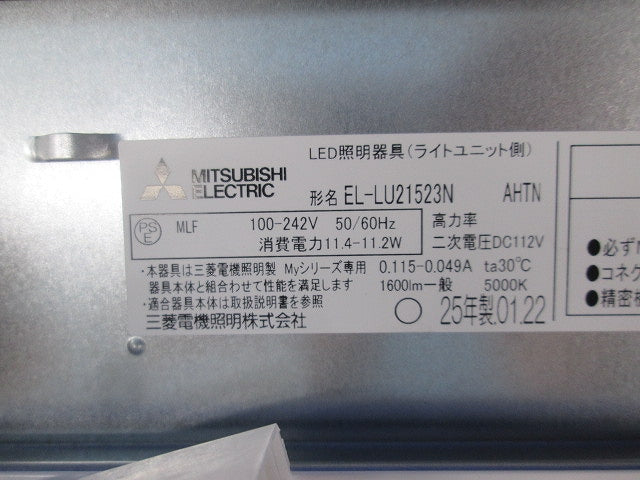 LED照明器具(ライトユニット側)
MITSUBISHI
ELECTRIC
形名 EL-LU21523N AHTN
PS
E
MLF 100-242V 50/60Hz
消費電力11.4-11.2W
高力率
二次電圧DC112V
・本器具は三菱電機照明製 Myシリーズ専用
器具本体と組合わせて性能を満足します
・適合器具本体は取扱説明書を参照
三菱電機照明株式会社
0.115-0.049A ta30℃
1600lm一般 5000K
25年製.01.22
●必ず
●コネク
●精密